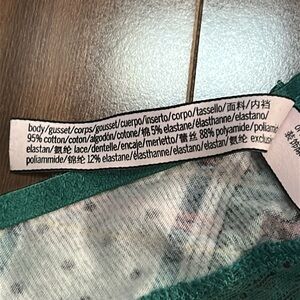 body/gusset/corps/gousset/cuerpo/inserto/corpo/tassello/面料/内裆
95% cotton/coton/algodón/cotone/棉 5% elastane/élasthanne/elastano/
elastan/氨纶 lace/dentelle/encaje/merletto/蕾丝 88% polyamide/poliamida/
poliammide/锦纶 12% elastane/élasthanne/elastano/elastan/氨纶 exclus